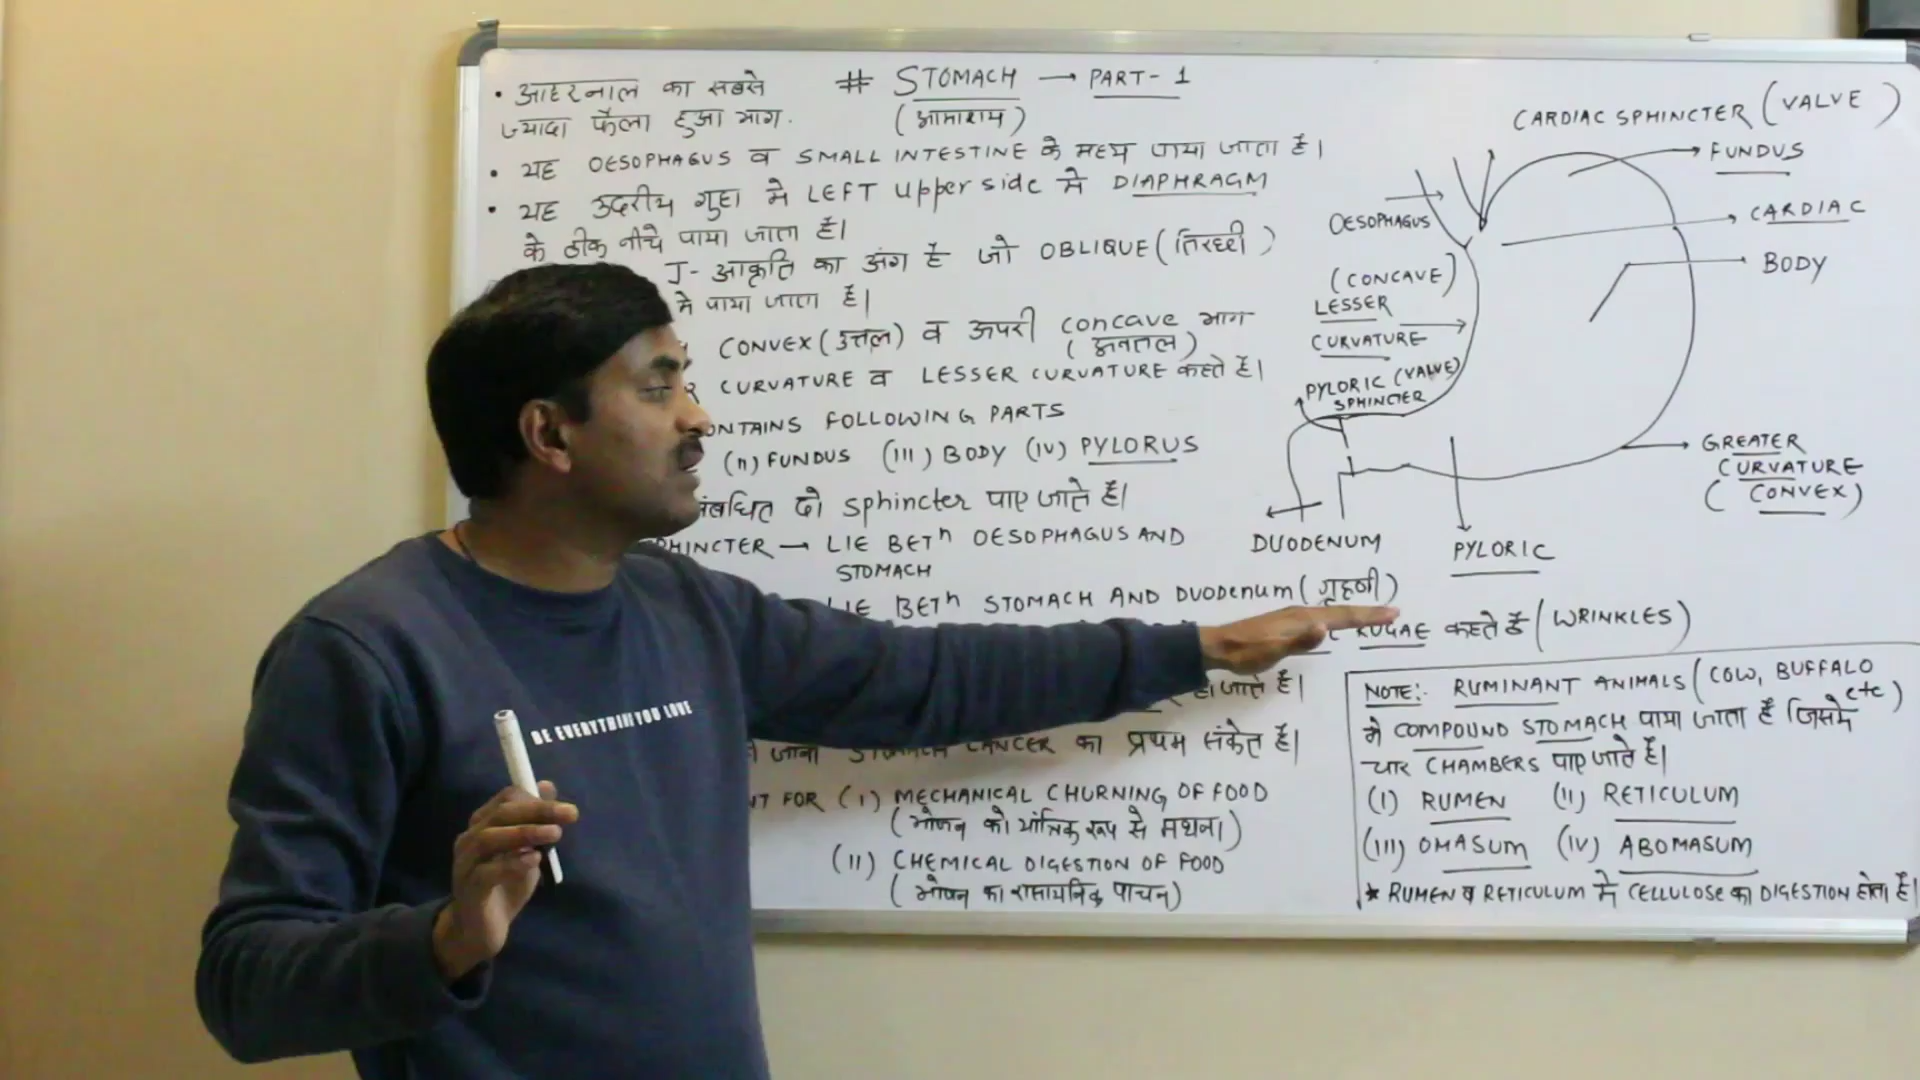 # STOMACH → PART-1
(आमाशय)
• आहारनाल का सबसे
ज्यादा फैला हुआ भाग.
• यह OESOPHAGUS व SMALL INTESTINE के मध्य पाया जाता है।
• यह उदरीय गुहा मे LEFT upper side मे DIAPHRAGM
के ठीक नीचे पाया जाता है।
J- आकृति का अंग है जो OBLIQUE (तिरछी)
मे पाया जाता है।
CONVEX (उत्तल) व ऊपरी concave भाग
(अवतल)
CURVATURE व LESSER CURVATURE कहते है।
ONTAINS FOLLOWING PARTS
(II) FUNDUS (III) BODY (IV) PYLORUS
संबधित दो sphincter पाए जाते है।
PHINCTER → LIE BETn OESOPHAGUS AND
STOMACH
LIE BETn STOMACH AND DUODENUM (गृहणी)
RUGAE कहते है (WRINKLES)
जाते है।
जाना STOMACH CANCER का प्रथम संकेत है।
NT FOR (I) MECHANICAL CHURNING OF FOOD
(भोजन को यांत्रिक रूप से मथना)
(II) CHEMICAL DIGESTION OF FOOD
(भोजन का रासायनिक पाचन)
CARDIAC SPHINCTER (VALVE)
FUNDUS
OESOPHAGUS
CARDIAC
BODY
(CONCAVE)
LESSER
CURVATURE
PYLORIC (VALVE)
SPHINCTER
GREATER
CURVATURE
(CONVEX)
DUODENUM
PYLORIC
NOTE:- RUMINANT ANIMALS (COW, BUFFALO
etc)
मे COMPOUND STOMACH पाया जाता है जिसमे
चार CHAMBERS पाए जाते है।
(I) RUMEN (II) RETICULUM
(III) OMASUM (IV) ABOMASUM
* RUMEN व RETICULUM मे CELLULOSE का DIGESTION होता है।
BE EVERYTHING YOU LOVE